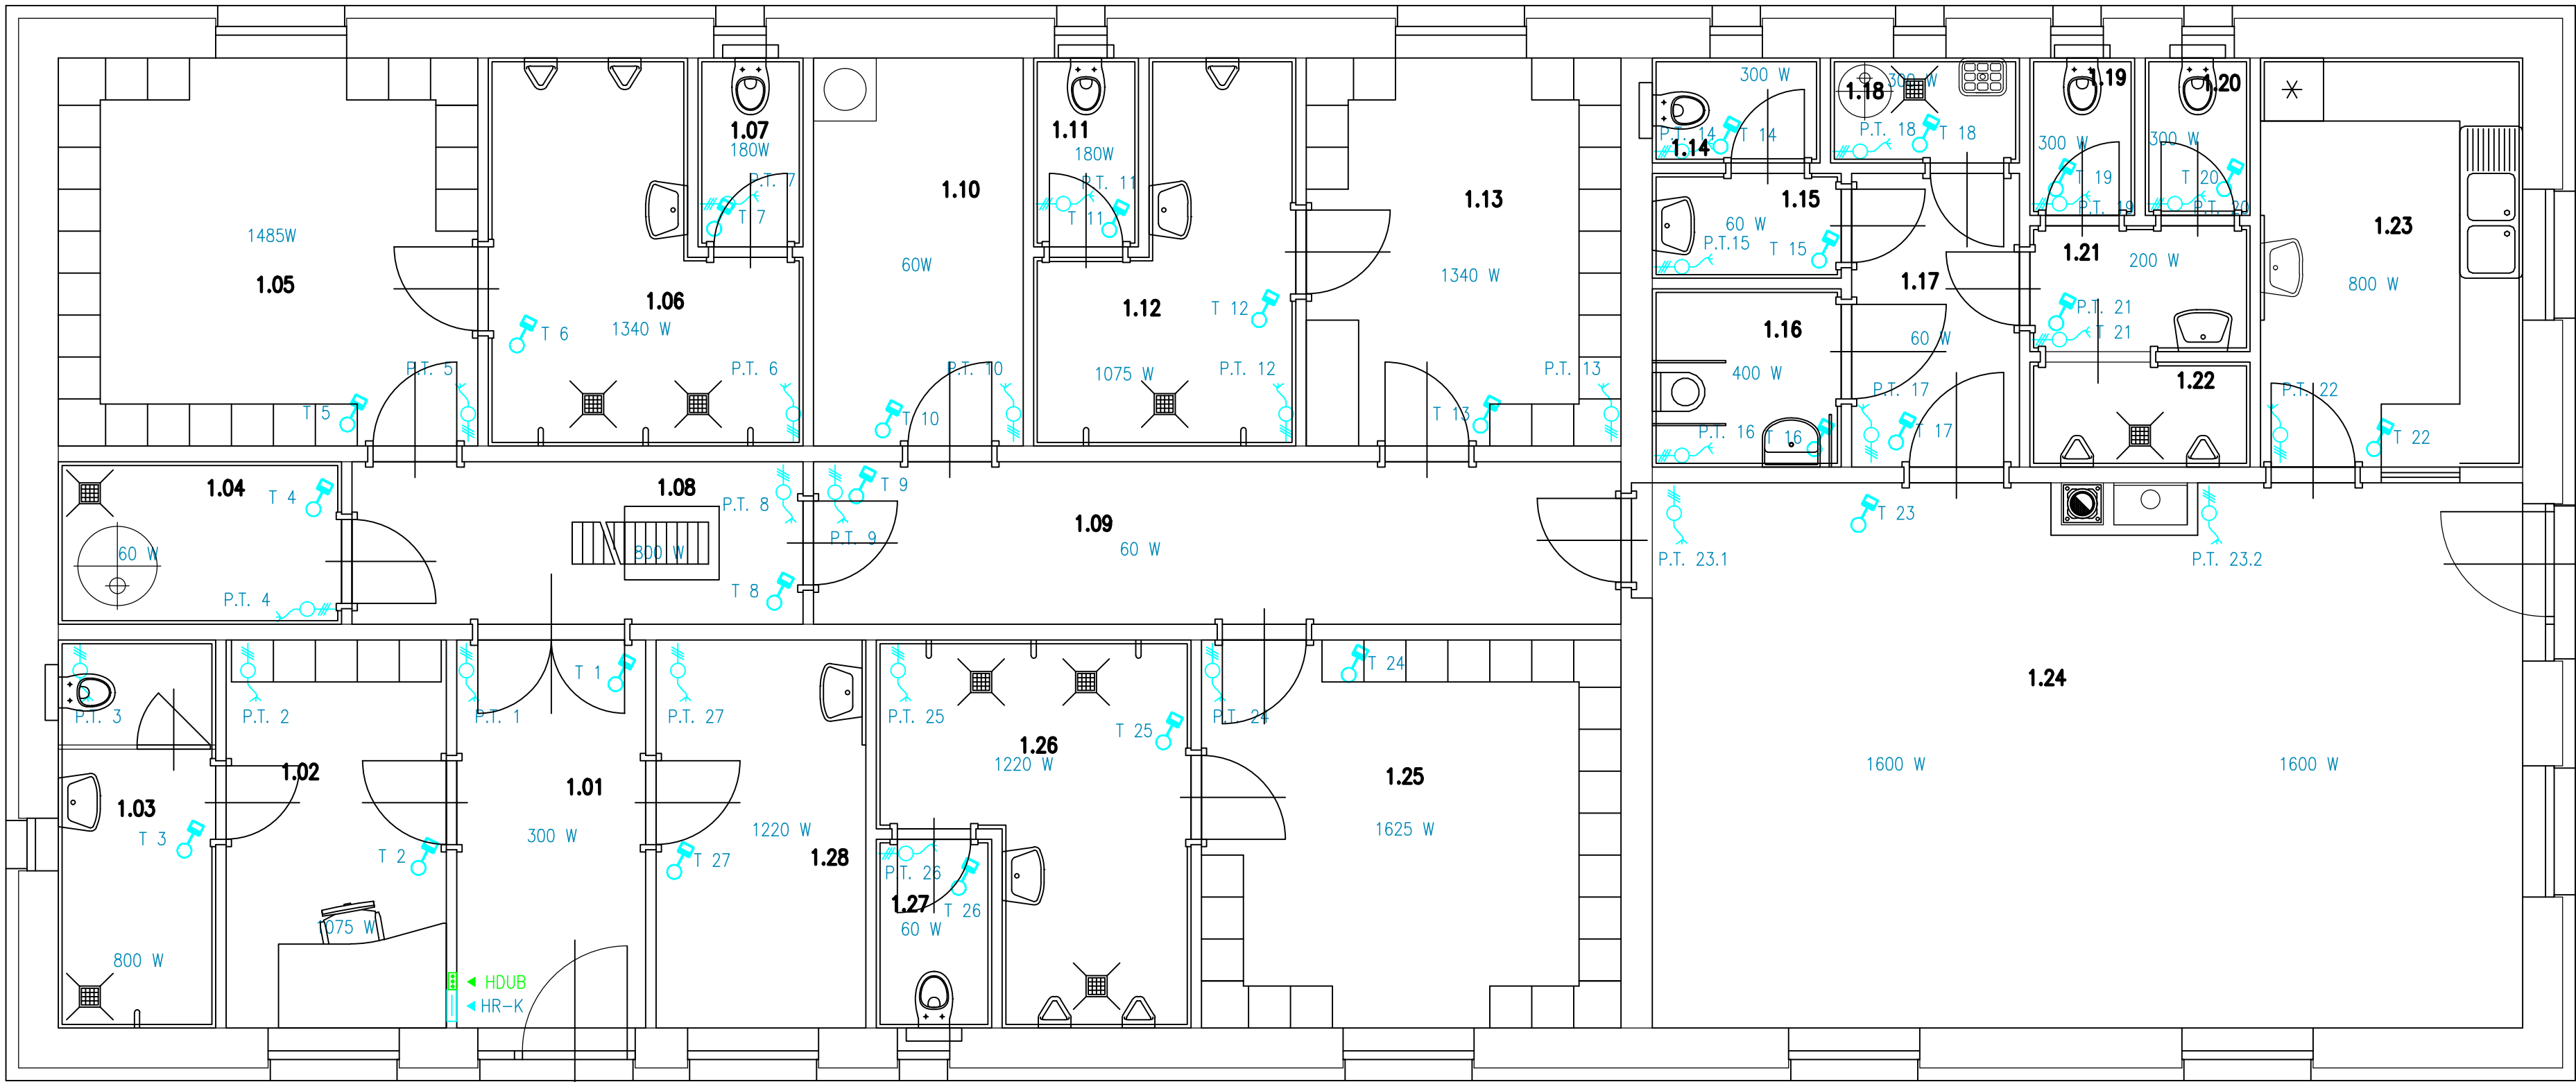 1485W
1.05
T 5
P.T. 5
1.06
1340 W
T 6
P.T. 6
1.07
180W
P.T. 7
T 7
1.10
60W
P.T. 10
T 10
1.11
180W
P.T. 11
T 11
1.12
T 12
1075 W
P.T. 12
1.13
1340 W
P.T. 13
T 13
300 W
P.T. 14
T 14
1.14
1.15
60 W
P.T.15
T 15
1.16
400 W
P.T. 16
T 16
1.18
300 W
P.T. 18
T 18
1.17
60 W
P.T. 17
T 17
1.19
300 W
T 19
P.T. 19
1.20
300 W
T 20
P.T. 20
1.21
200 W
P.T. 21
T 21
1.22
1.23
800 W
P.T. 22
T 22
1.04
T 4
60 W
P.T. 4
1.08
P.T. 8
800 W
T 8
T 9
P.T. 9
1.09
60 W
T 23
P.T. 23.1
P.T. 23.2
1.24
1600 W
1600 W
P.T. 3
1.03
T 3
800 W
P.T. 2
1.02
T 2
1075 W
P.T. 1
T 1
1.01
300 W
HDUB
HR-K
P.T. 27
1220 W
1.28
T 27
P.T. 25
T 25
1.26
1220 W
P.T. 26
1.27
T 26
60 W
P.T. 24
T 24
1.25
1625 W